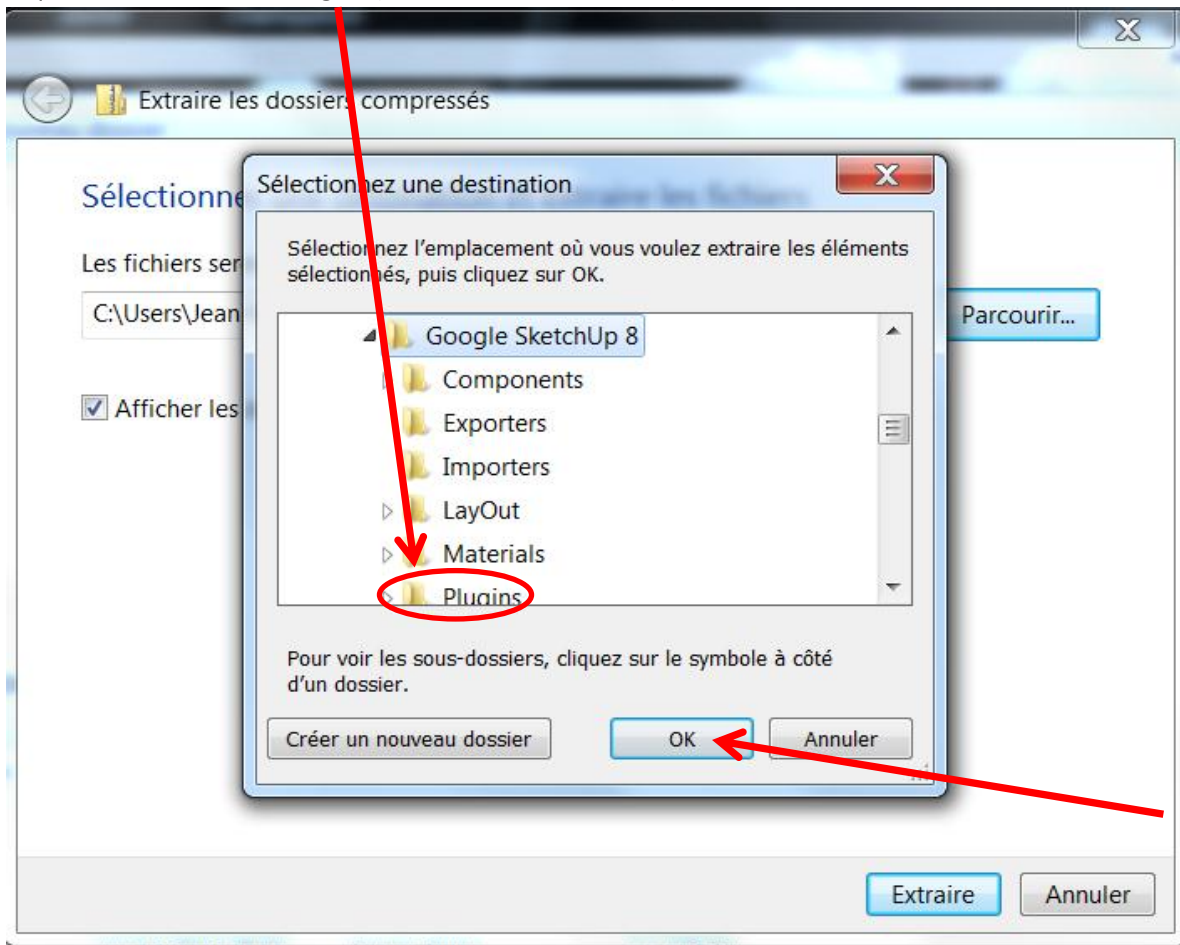 Extraire les dossiers compressés
Sélectionne
Les fichiers ser
C:\Users\Jean
Parcourir...
Afficher les
Sélectionnez une destination
Sélectionnez l'emplacement où vous voulez extraire les éléments
sélectionnés, puis cliquez sur OK.
Google SketchUp 8
Components
Exporters
Importers
LayOut
Materials
Plugins
Pour voir les sous-dossiers, cliquez sur le symbole à côté
d'un dossier.
Créer un nouveau dossier OK Annuler
Extraire Annuler